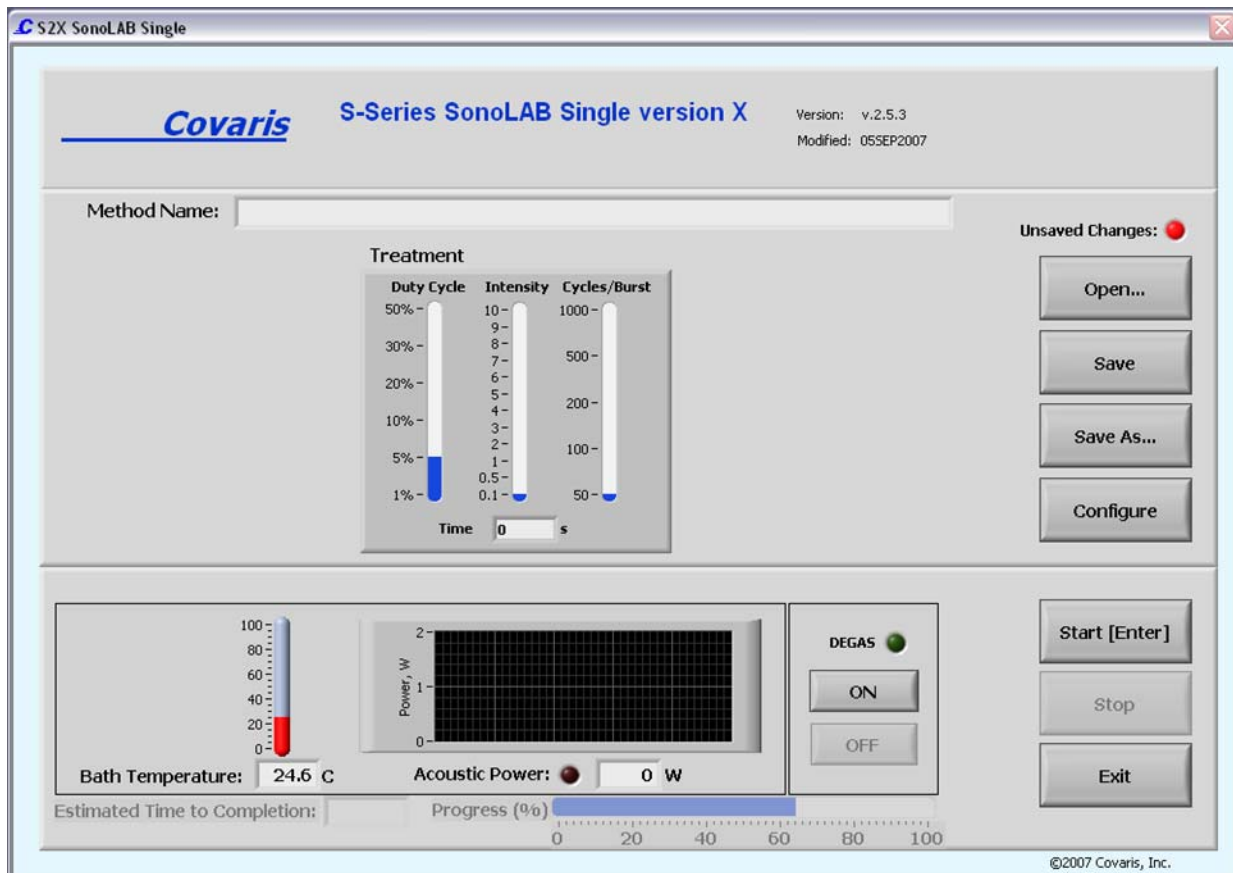 S2X SonoLAB Single
Covaris
S-Series SonoLAB Single version X
Version: v.2.5.3
Modified: 05SEP2007
Method Name:
Unsaved Changes:
Treatment
Duty Cycle Intensity Cycles/Burst
50%
30%
20%
10%
5%
1%
10
9
8
7
6
5
4
3
2
1
0.5
0.1
1000
500
200
100
50
Time 0 s
Open...
Save
Save As...
Configure
100
80
60
40
20
0
Bath Temperature: 24.6 C
Power, W
2
1
0
Acoustic Power: 0 W
DEGAS
ON
OFF
Start [Enter]
Stop
Exit
Estimated Time to Completion:
Progress (%)
0 20 40 60 80 100
©2007 Covaris, Inc.